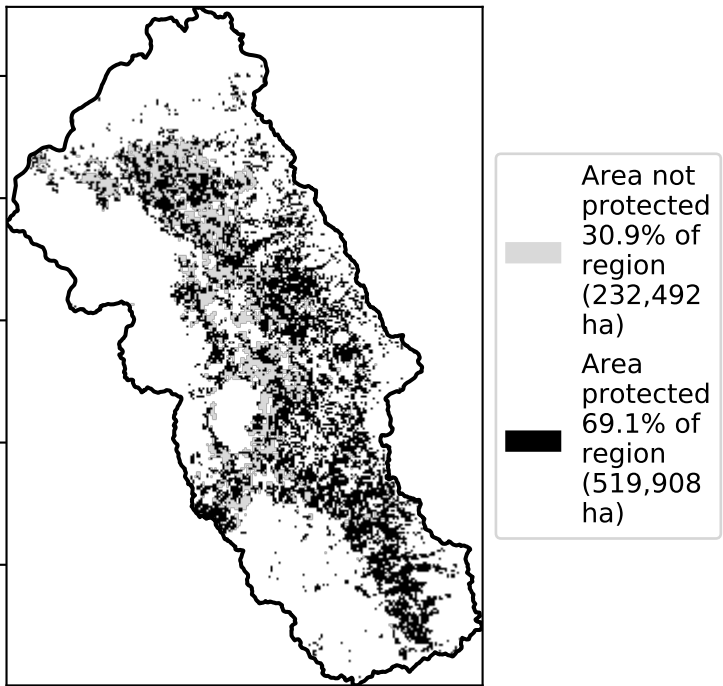 Area not
protected
30.9% of
region
(232,492
ha)
Area
protected
69.1% of
region
(519,908
ha)